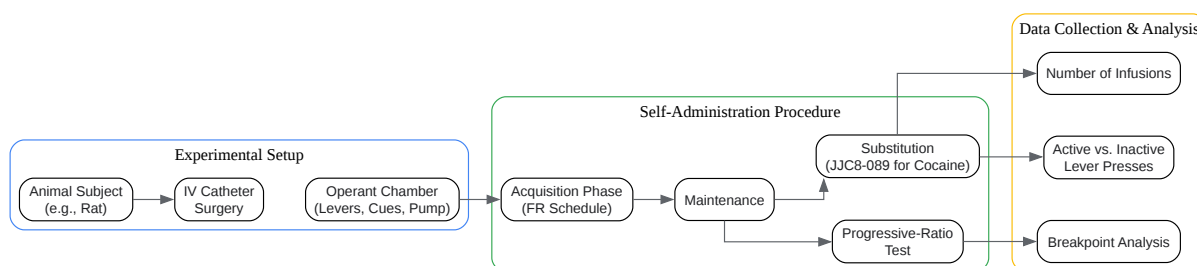 Data Collection & Analysis
Number of Infusions
Self-Administration Procedure
Experimental Setup
Substitution
(JJC8-089 for Cocaine)
Active vs. Inactive
Lever Presses
Animal Subject
(e.g., Rat)
IV Catheter
Surgery
Operant Chamber
(Levers, Cues, Pump)
Acquisition Phase
(FR Schedule)
Maintenance
Progressive-Ratio
Test
Breakpoint Analysis